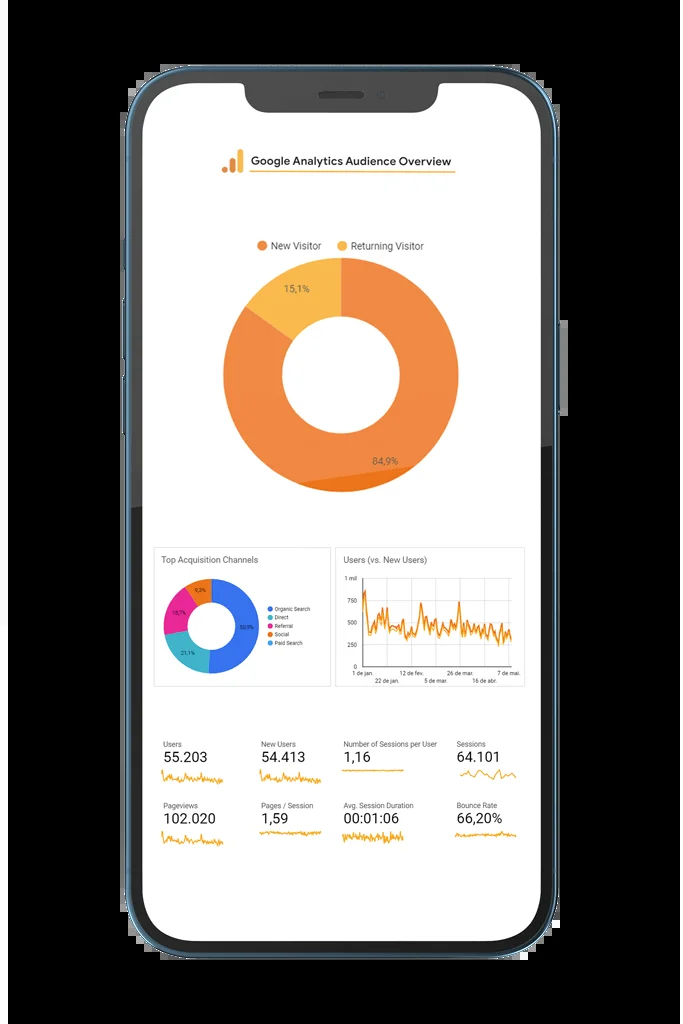 Google Analytics Audience Overview
New Visitor
Returning Visitor
15,1%
84,9%
Top Acquisition Channels
9,3%
18,7%
50,9%
21,1%
Organic Search
Direct
Referral
Social
Paid Search
Users (vs. New Users)
1 mil
750
500
250
0
1 de jan.
12 de fev.
26 de mar.
7 de mai.
22 de jan.
5 de mar.
16 de abr.
Users
55.203
New Users
54.413
Number of Sessions per User
1,16
Sessions
64.101
Pageviews
102.020
Pages / Session
1,59
Avg. Session Duration
00:01:06
Bounce Rate
66,20%